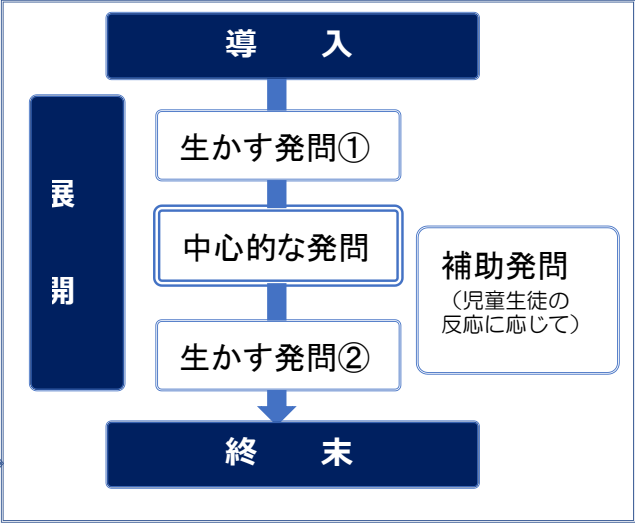 導　入
展
開
生かす発問①
中心的な発問
生かす発問②
補助発問
（児童生徒の
反応に応じて）
終　末